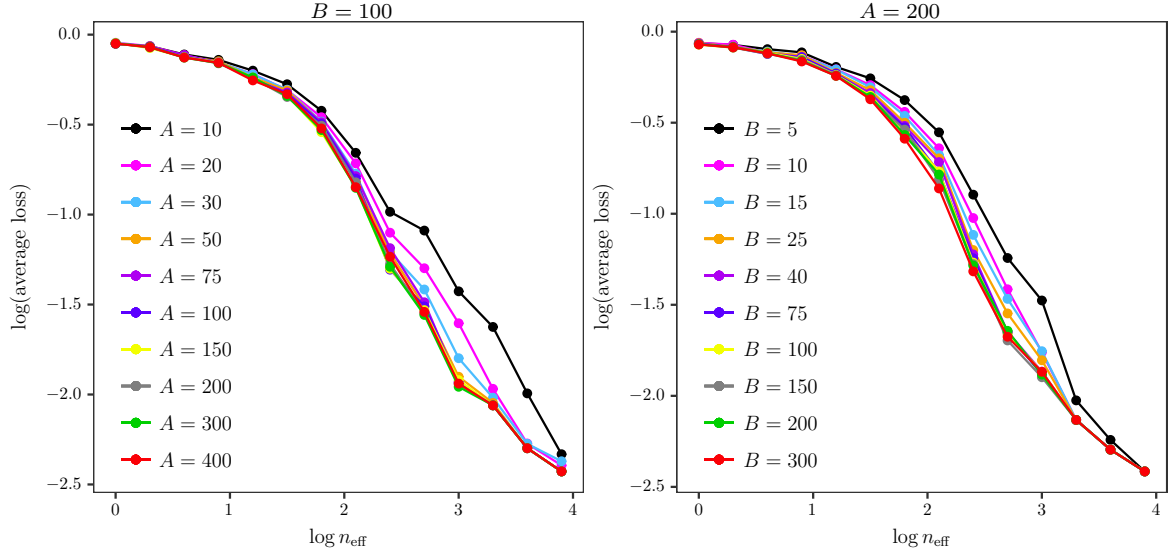 B = 100
log(average loss)
0.0
−0.5
−1.0
−1.5
−2.0
−2.5
A = 10
A = 20
A = 30
A = 50
A = 75
A = 100
A = 150
A = 200
A = 300
A = 400
0 1 2 3 4
log n_eff
A = 200
log(average loss)
0.0
−0.5
−1.0
−1.5
−2.0
−2.5
B = 5
B = 10
B = 15
B = 25
B = 40
B = 75
B = 100
B = 150
B = 200
B = 300
0 1 2 3 4
log n_eff